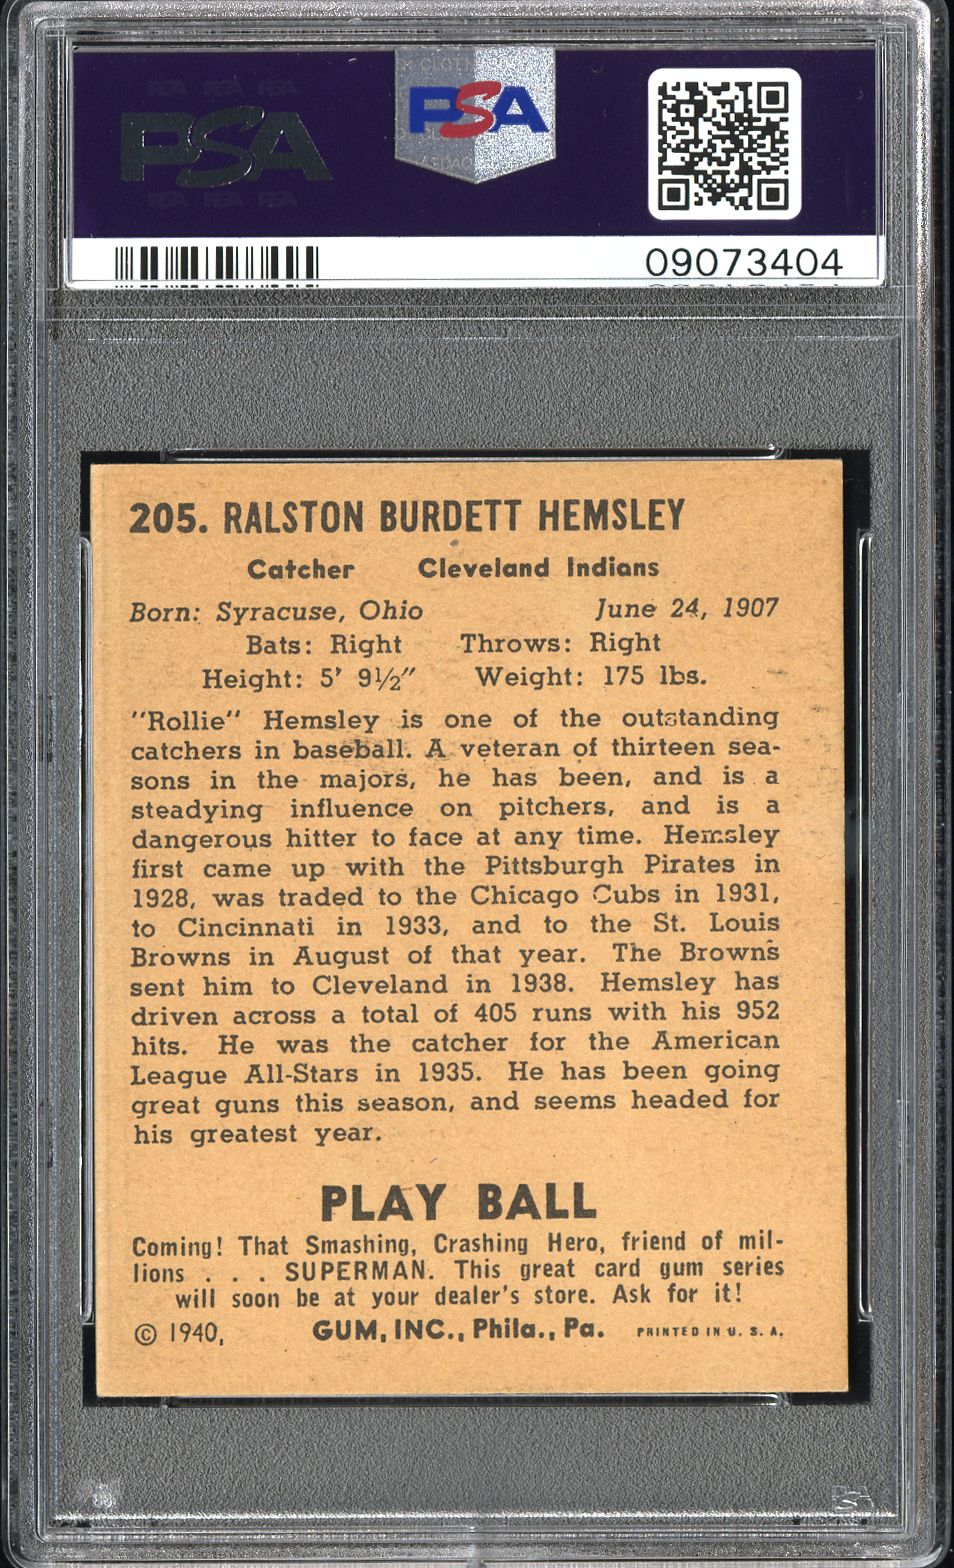 PSA
PSA
09073404
205. RALSTON BURDETT HEMSLEY
Catcher Cleveland Indians
Born: Syracuse, Ohio June 24, 1907
Bats: Right Throws: Right
Height: 5' 9½" Weight: 175 lbs.
"Rollie" Hemsley is one of the outstanding
catchers in baseball. A veteran of thirteen sea-
sons in the majors, he has been, and is a
steadying influence on pitchers, and is a
dangerous hitter to face at any time. Hemsley
first came up with the Pittsburgh Pirates in
1928, was traded to the Chicago Cubs in 1931,
to Cincinnati in 1933, and to the St. Louis
Browns in August of that year. The Browns
sent him to Cleveland in 1938. Hemsley has
driven across a total of 405 runs with his 952
hits. He was the catcher for the American
League All-Stars in 1935. He has been going
great guns this season, and seems headed for
his greatest year.
PLAY BALL
Coming! That Smashing, Crashing Hero, friend of mil-
lions . . . SUPERMAN. This great card gum series
will soon be at your dealer's store. Ask for it!
© 1940, GUM, INC., Phila., Pa. PRINTED IN U. S. A.
PSA